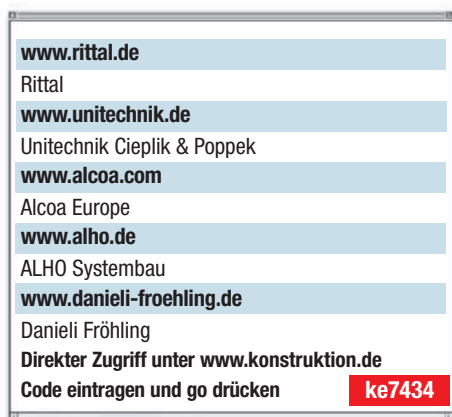 www.rittal.de
Rittal
www.unitechnik.de
Unitechnik Cieplik & Poppek
www.alcoa.com
Alcoa Europe
www.alho.de
ALHO Systembau
www.danieli-froehling.de
Danieli Fröhling
Direkter Zugriff unter www.konstruktion.de
Code eintragen und go drücken ke7434